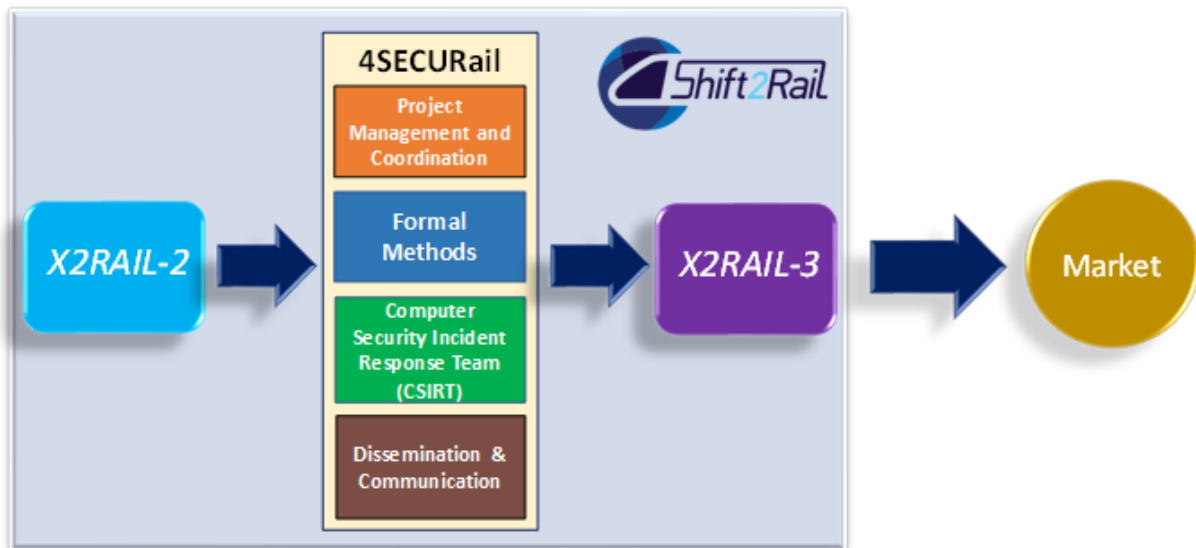 4SECURail
Shift2Rail
Project
Management and
Coordination
Formal
Methods
Computer
Security Incident
Response Team
(CSIRT)
Dissemination &
Communication
X2RAIL-2
X2RAIL-3
Market